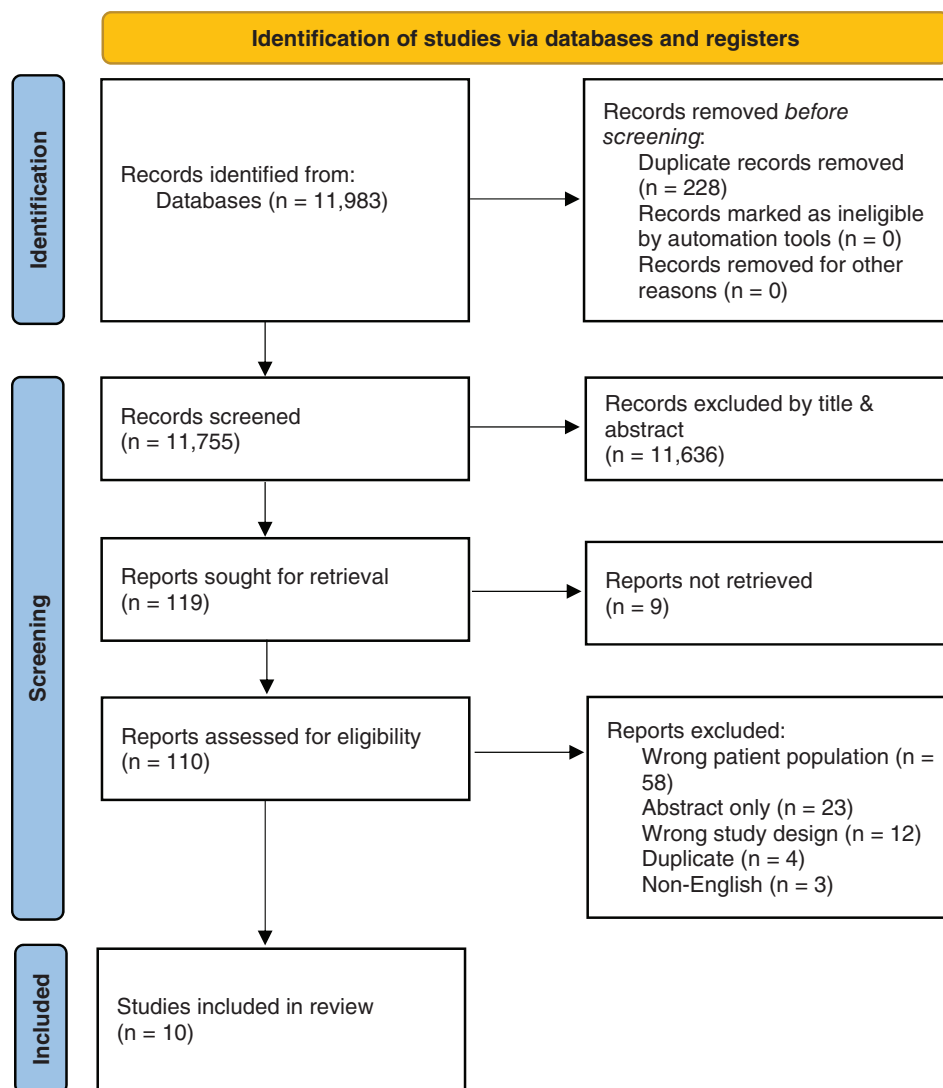 Identification of studies via databases and registers
Identification
Records identified from:
Databases (n = 11,983)
Records removed before
screening:
Duplicate records removed
(n = 228)
Records marked as ineligible
by automation tools (n = 0)
Records removed for other
reasons (n = 0)
Screening
Records screened
(n = 11,755)
Records excluded by title &
abstract
(n = 11,636)
Reports sought for retrieval
(n = 119)
Reports not retrieved
(n = 9)
Reports assessed for eligibility
(n = 110)
Reports excluded:
Wrong patient population (n =
58)
Abstract only (n = 23)
Wrong study design (n = 12)
Duplicate (n = 4)
Non-English (n = 3)
Included
Studies included in review
(n = 10)